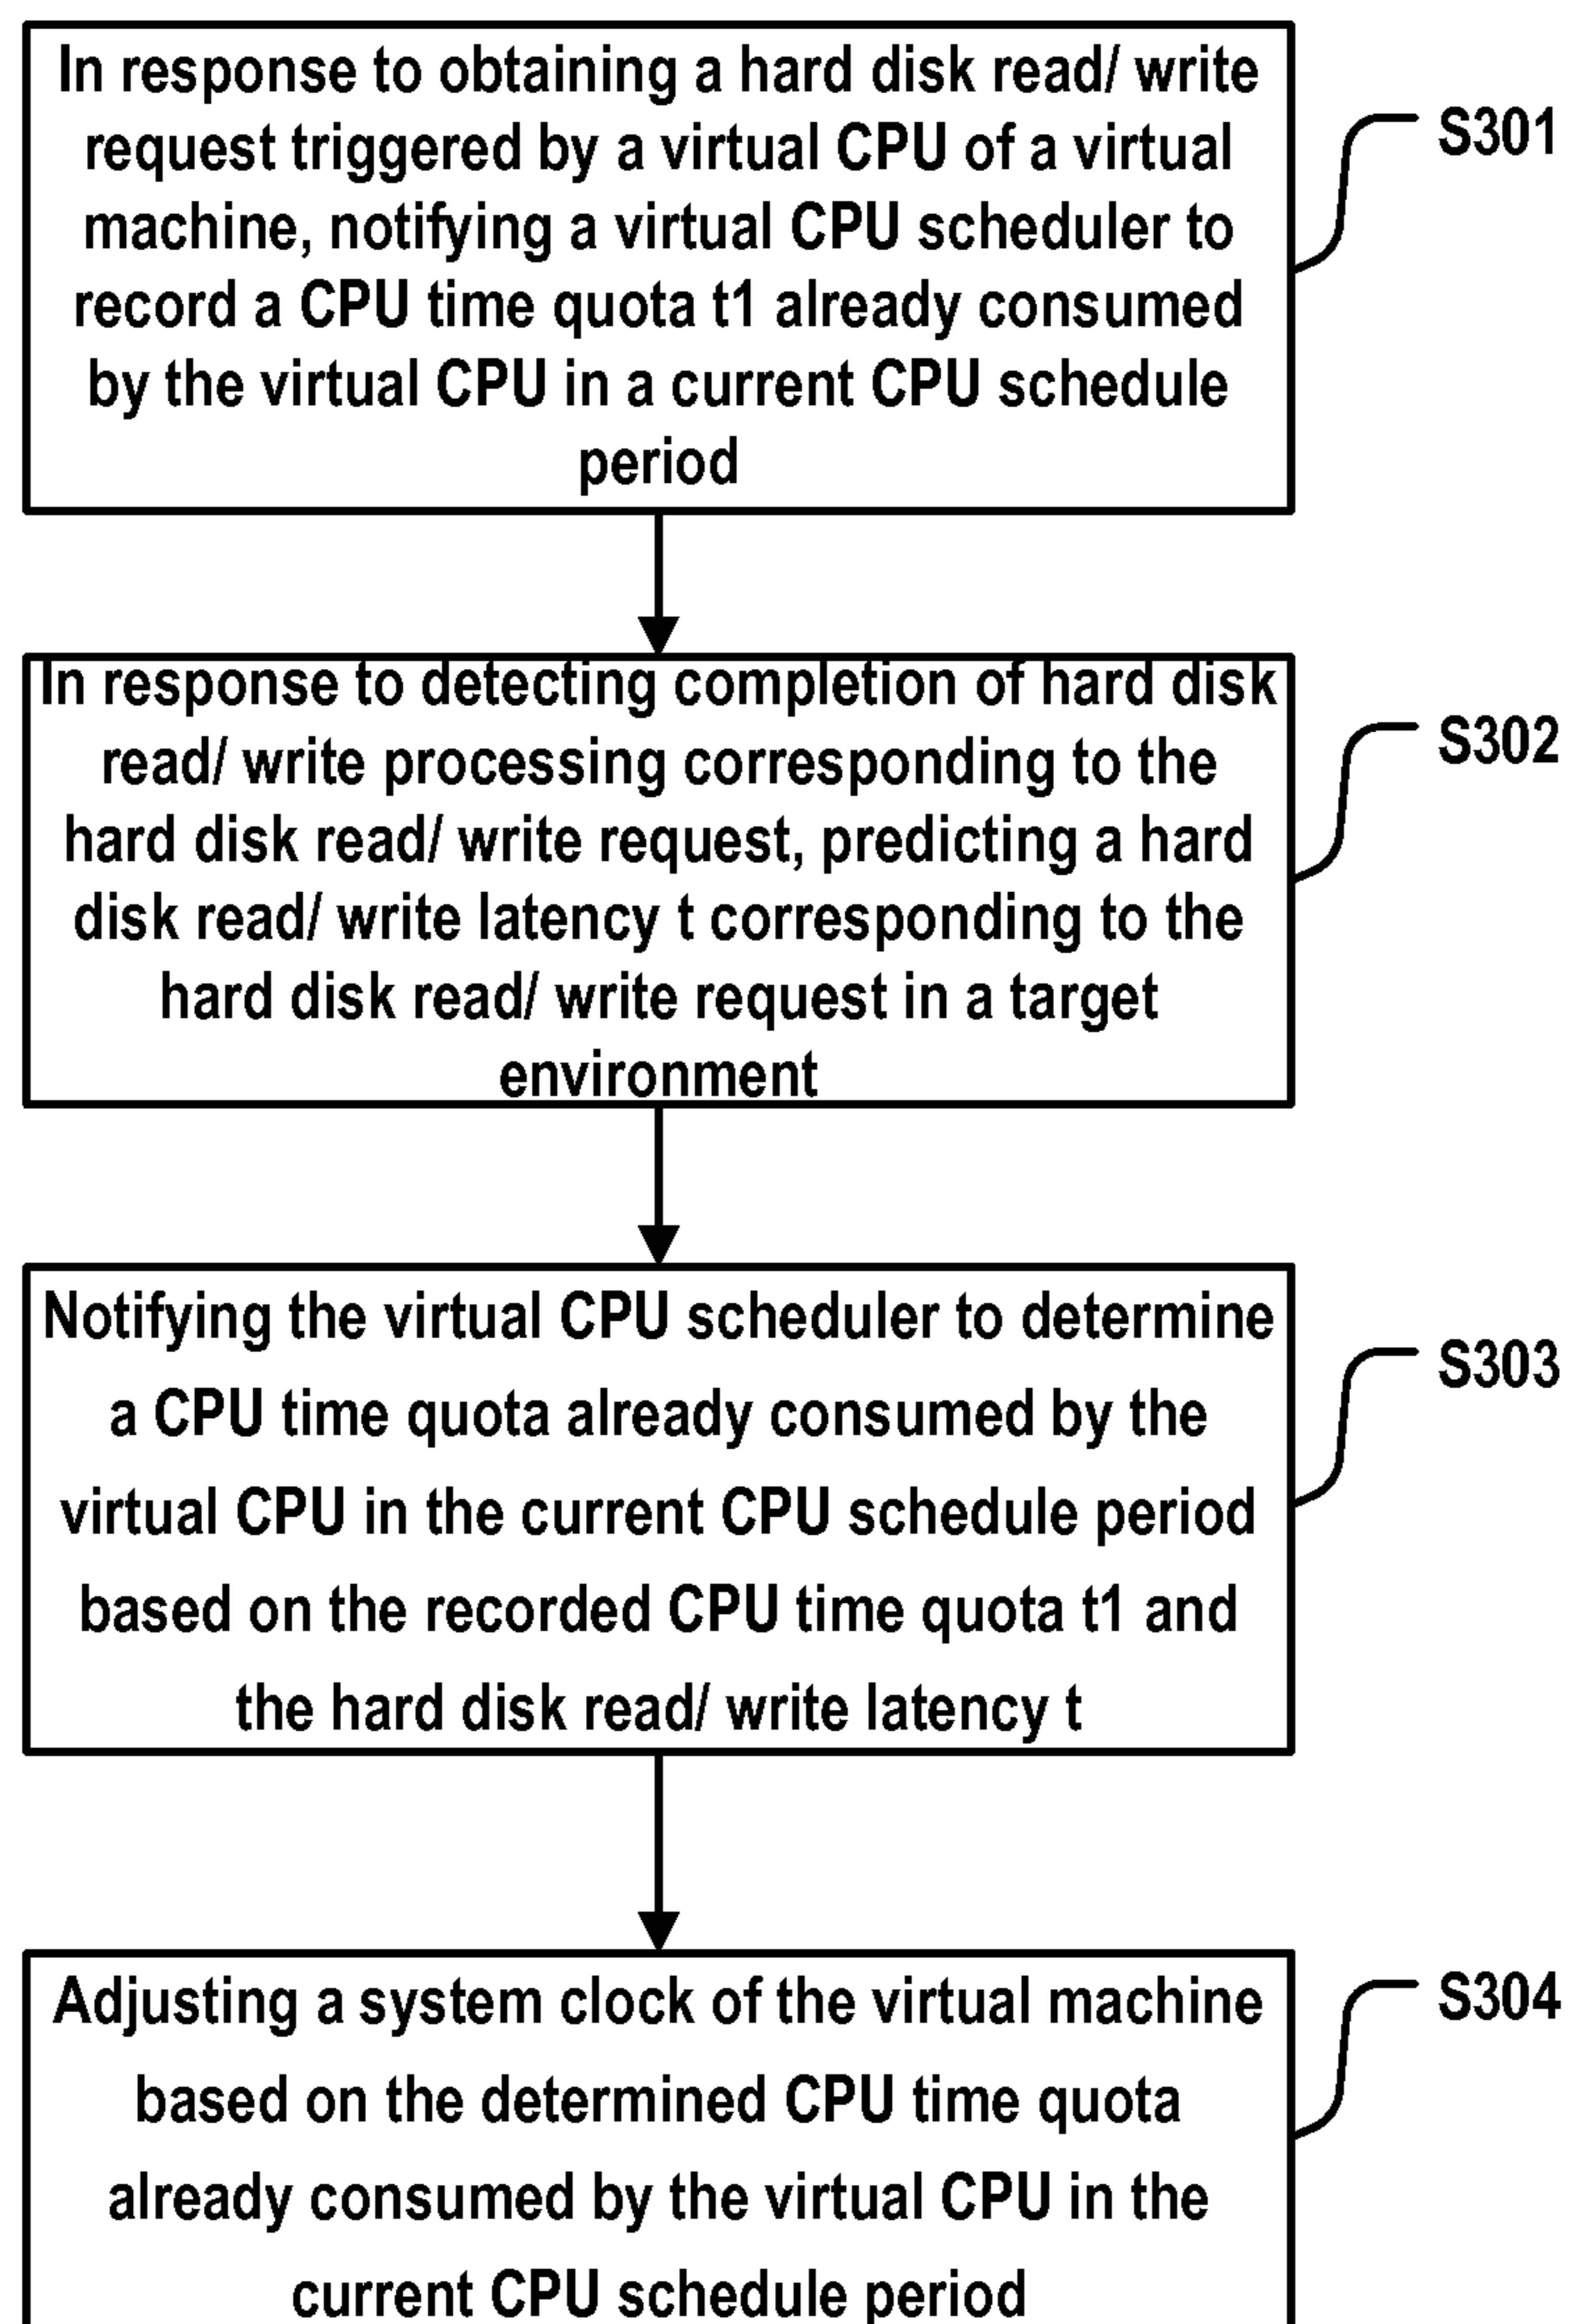 In response to obtaining a hard disk read/ write
request triggered by a virtual CPU of a virtual
machine, notifying a virtual CPU scheduler to
record a CPU time quota t1 already consumed
by the virtual CPU in a current CPU schedule
period
S301
In response to detecting completion of hard disk
read/ write processing corresponding to the
hard disk read/ write request, predicting a hard
disk read/ write latency t corresponding to the
hard disk read/ write request in a target
environment
S302
Notifying the virtual CPU scheduler to determine
a CPU time quota already consumed by the
virtual CPU in the current CPU schedule period
based on the recorded CPU time quota t1 and
the hard disk read/ write latency t
S303
Adjusting a system clock of the virtual machine
based on the determined CPU time quota
already consumed by the virtual CPU in the
current CPU schedule period
S304